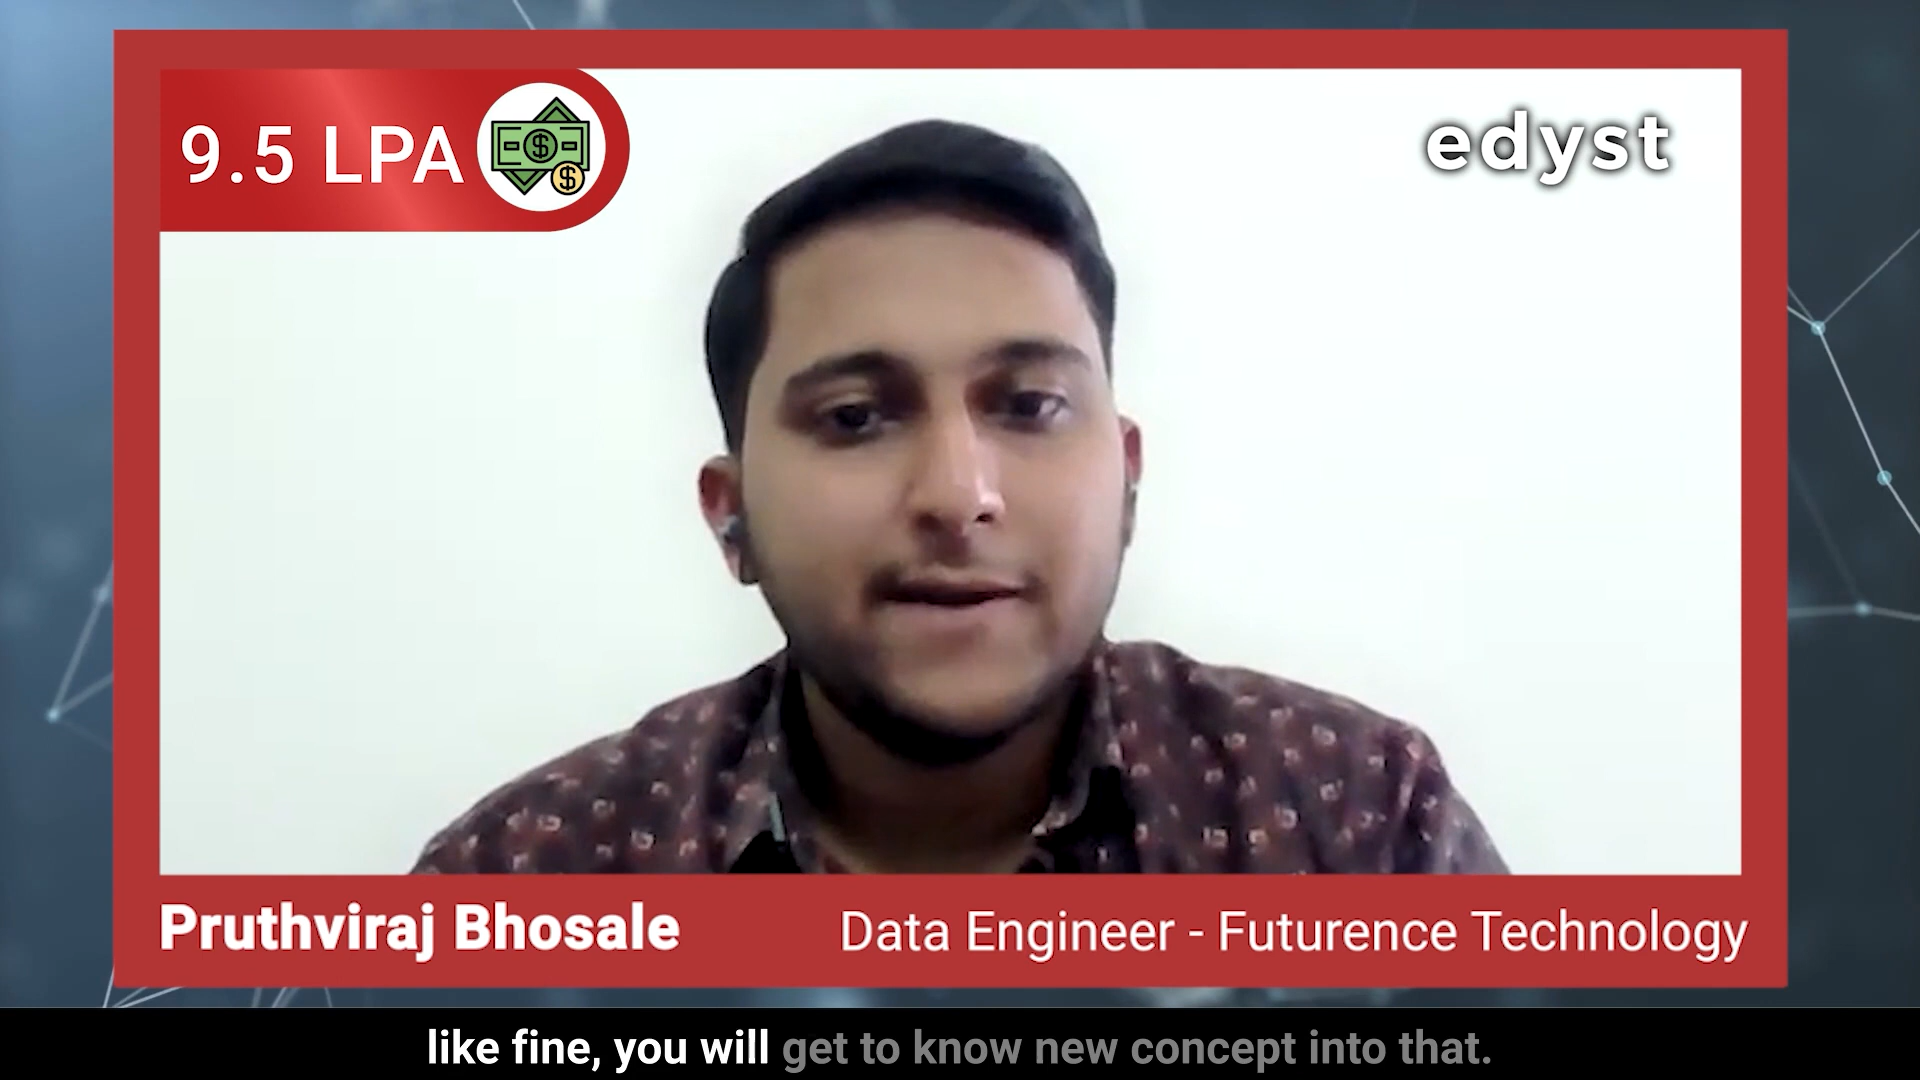 9.5 LPA
edyst
Pruthviraj Bhosale
Data Engineer - Futurence Technology
like fine, you will get to know new concept into that.